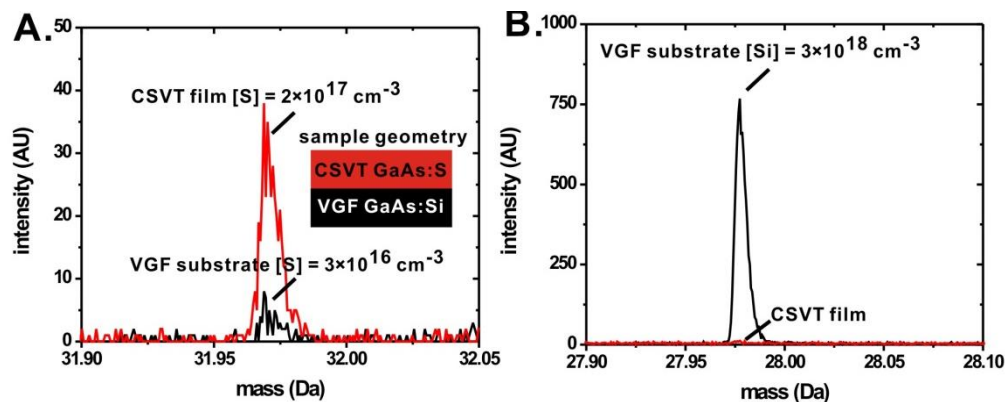 A.
50
40
30
20
10
0
intensity (AU)
CSVT film [S] = 2×10¹⁷ cm⁻³
sample geometry
CSVT GaAs:S
VGF GaAs:Si
VGF substrate [S] = 3×10¹⁶ cm⁻³
31.90 31.95 32.00 32.05
mass (Da)
B.
1000
750
500
250
0
intensity (AU)
VGF substrate [Si] = 3×10¹⁸ cm⁻³
CSVT film
27.90 27.95 28.00 28.05 28.10
mass (Da)